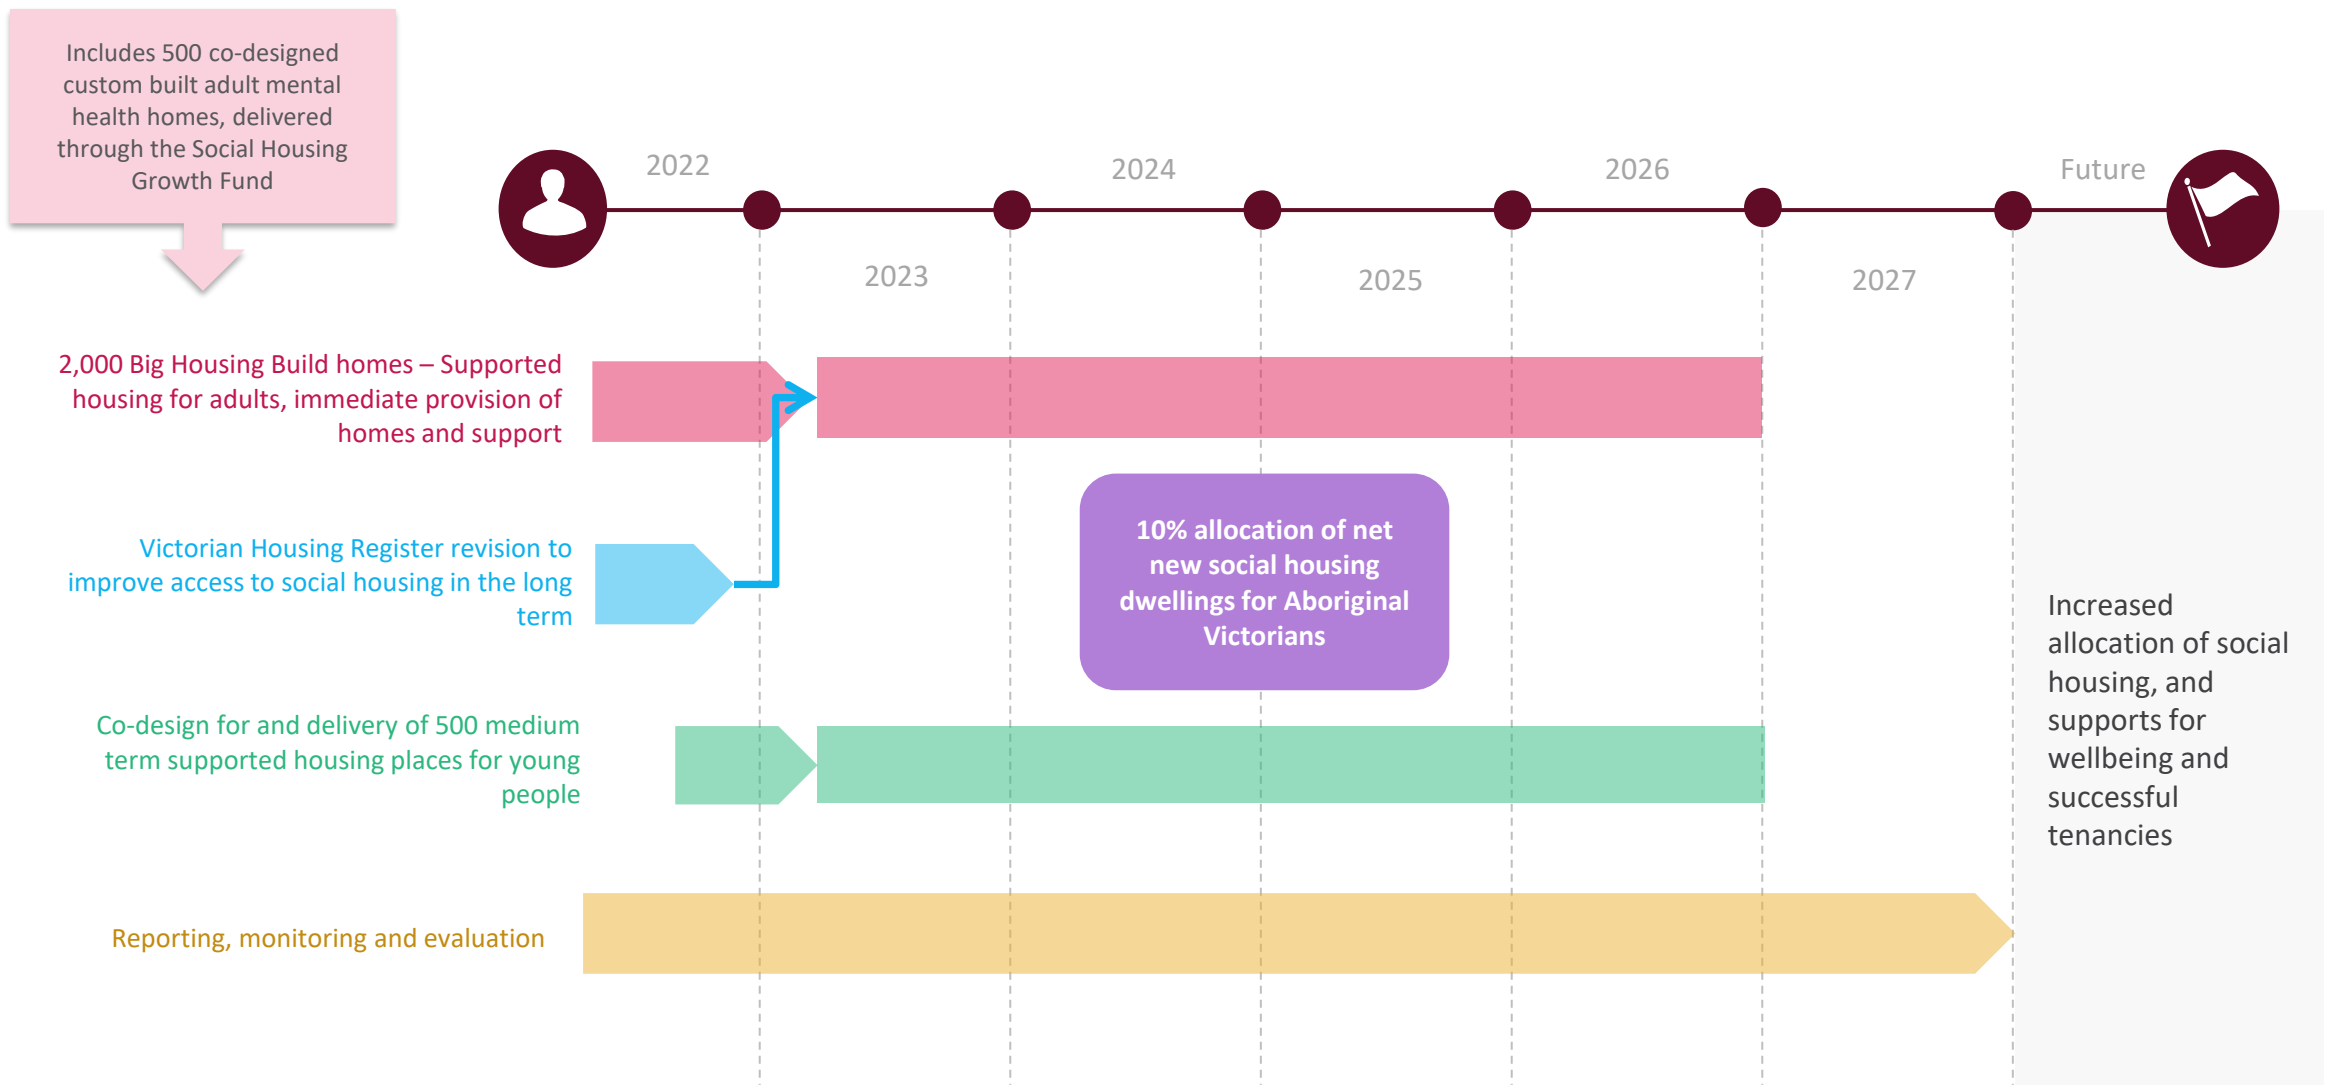 Includes 500 co-designed
custom built adult mental
health homes, delivered
through the Social Housing
Growth Fund
2022
2024
2026
Future
2023
2025
2027
2,000 Big Housing Build homes – Supported
housing for adults, immediate provision of
homes and support
10% allocation of net
new social housing
dwellings for Aboriginal
Victorians
Victorian Housing Register revision to
improve access to social housing in the long
term
Increased
allocation of social
housing, and
supports for
wellbeing and
successful
tenancies
Co-design for and delivery of 500 medium
term supported housing places for young
people
Reporting, monitoring and evaluation